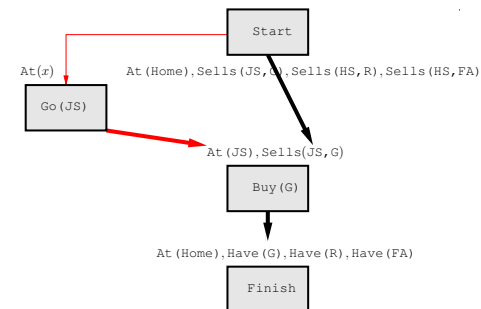 Start
At(x)
At(Home),Sells(JS,G),Sells(HS,R),Sells(HS,FA)
Go(JS)
At(JS),Sells(JS,G)
Buy(G)
At(Home),Have(G),Have(R),Have(FA)
Finish